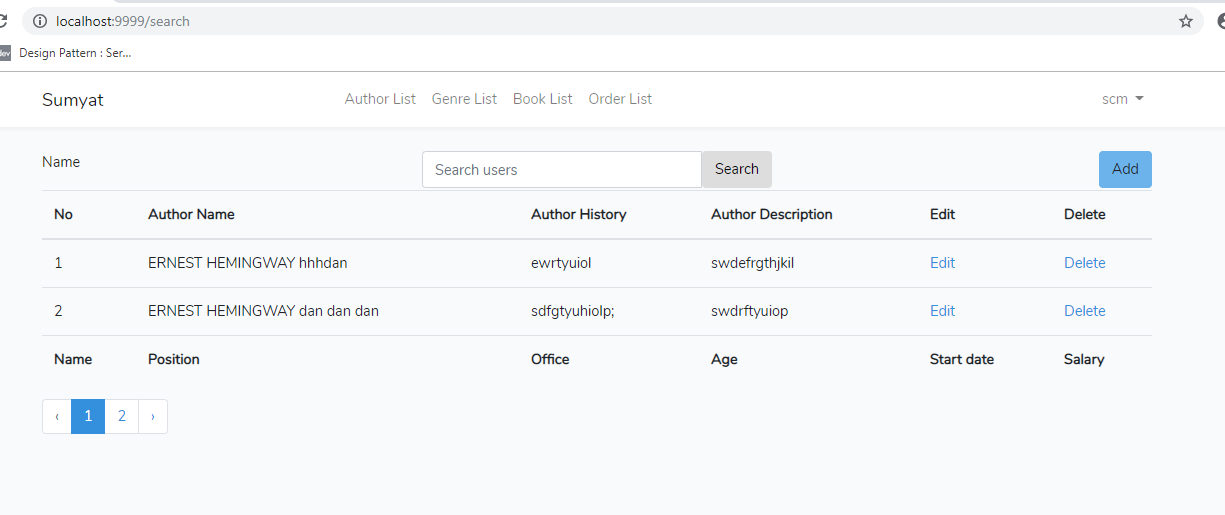 localhost:9999/search
Design Pattern : Ser...
Sumyat Author List Genre List Book List Order List scm
Name Search users Search Add
No Author Name Author History Author Description Edit Delete
1 ERNEST HEMINGWAY hhhdan ewrtyuiol swdefrgthjkil Edit Delete
2 ERNEST HEMINGWAY dan dan dan sdfgtyuhiolp; swdrftyuiop Edit Delete
Name Position Office Age Start date Salary
‹ 1 2 ›